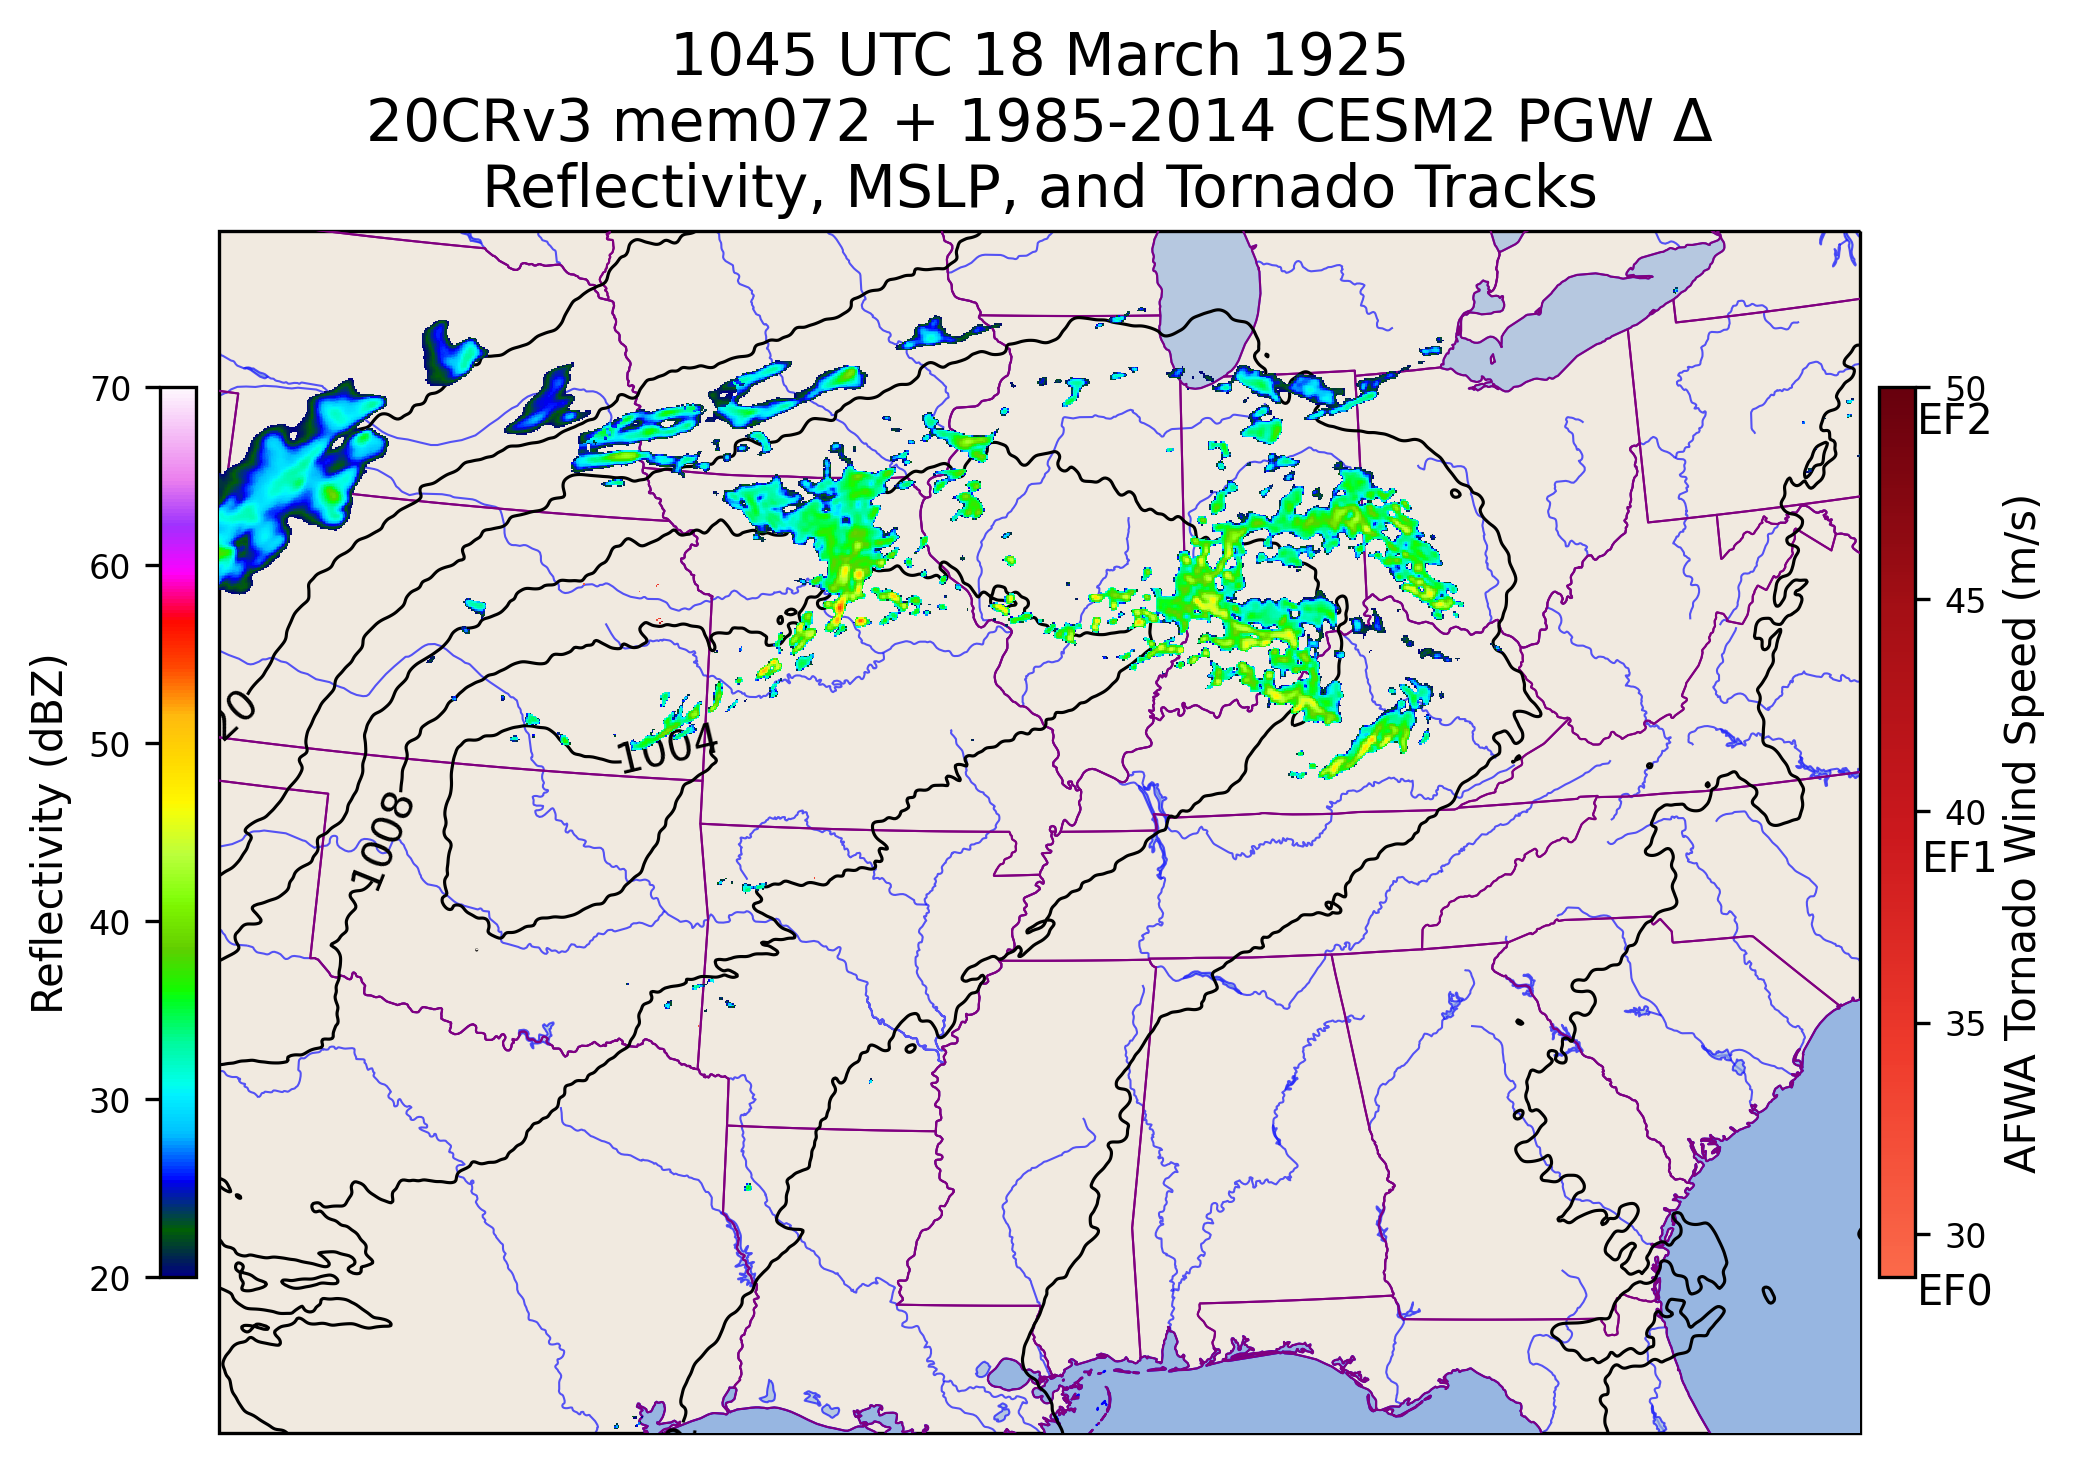 1045 UTC 18 March 1925
20CRv3 mem072 + 1985-2014 CESM2 PGW Δ
Reflectivity, MSLP, and Tornado Tracks
70
60
50
40
30
20
Reflectivity (dBZ)
20
1004
1008
50
EF2
45
40
EF1
35
30
EF0
AFWA Tornado Wind Speed (m/s)